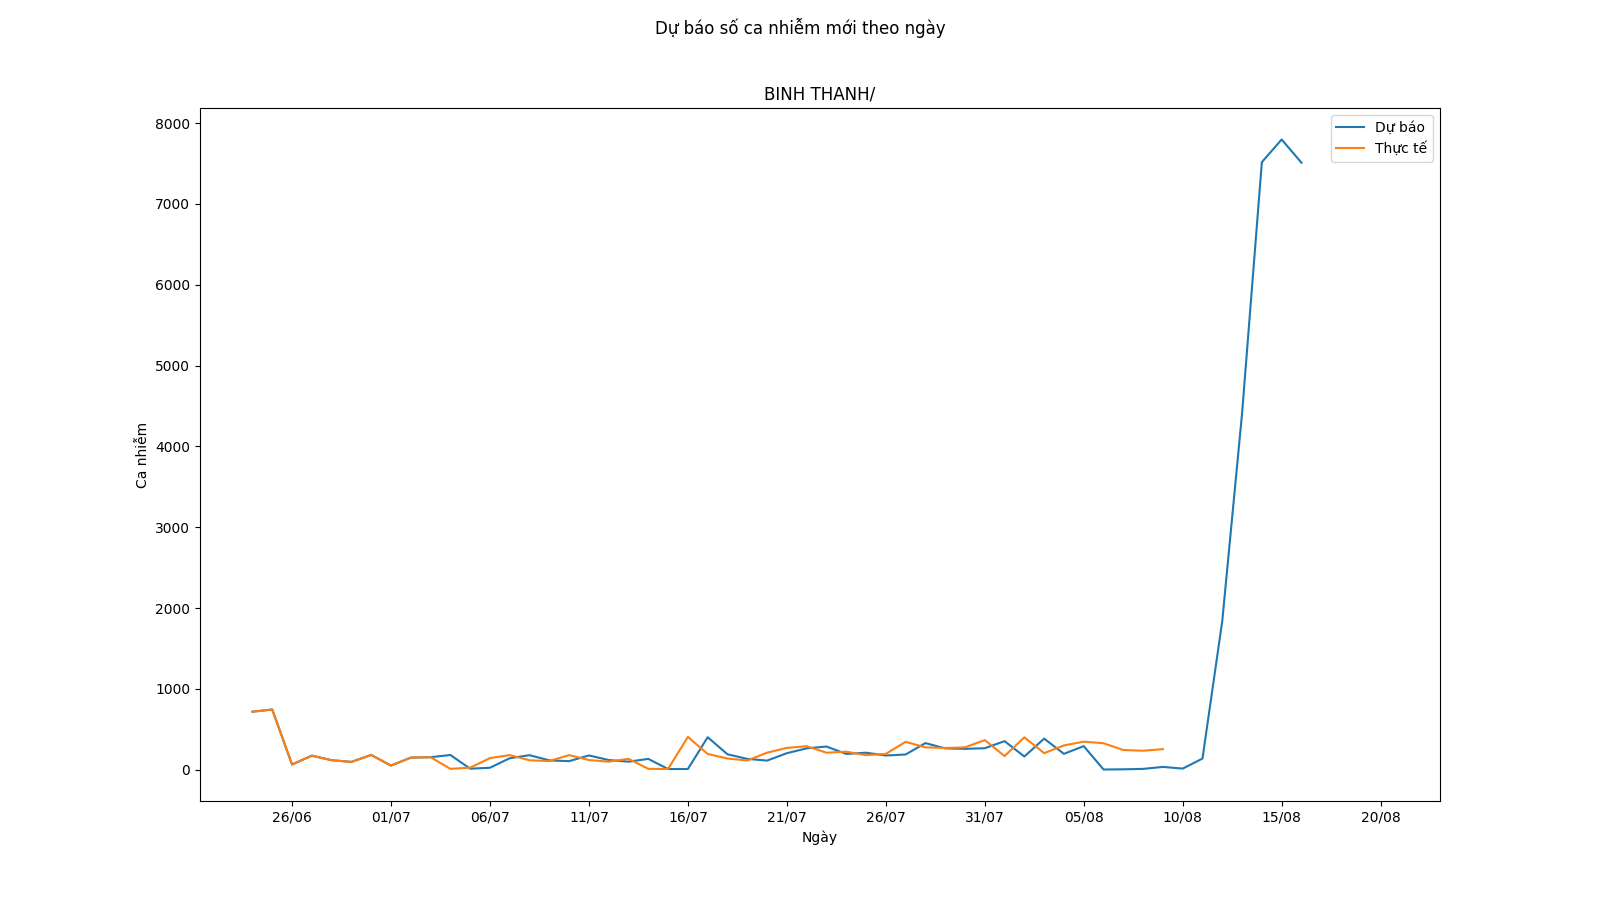 Dự báo số ca nhiễm mới theo ngày
BINH THANH/
8000
7000
6000
5000
4000
3000
2000
1000
0
Ca nhiễm
Dự báo
Thực tế
26/06 01/07 06/07 11/07 16/07 21/07 26/07 31/07 05/08 10/08 15/08 20/08
Ngày